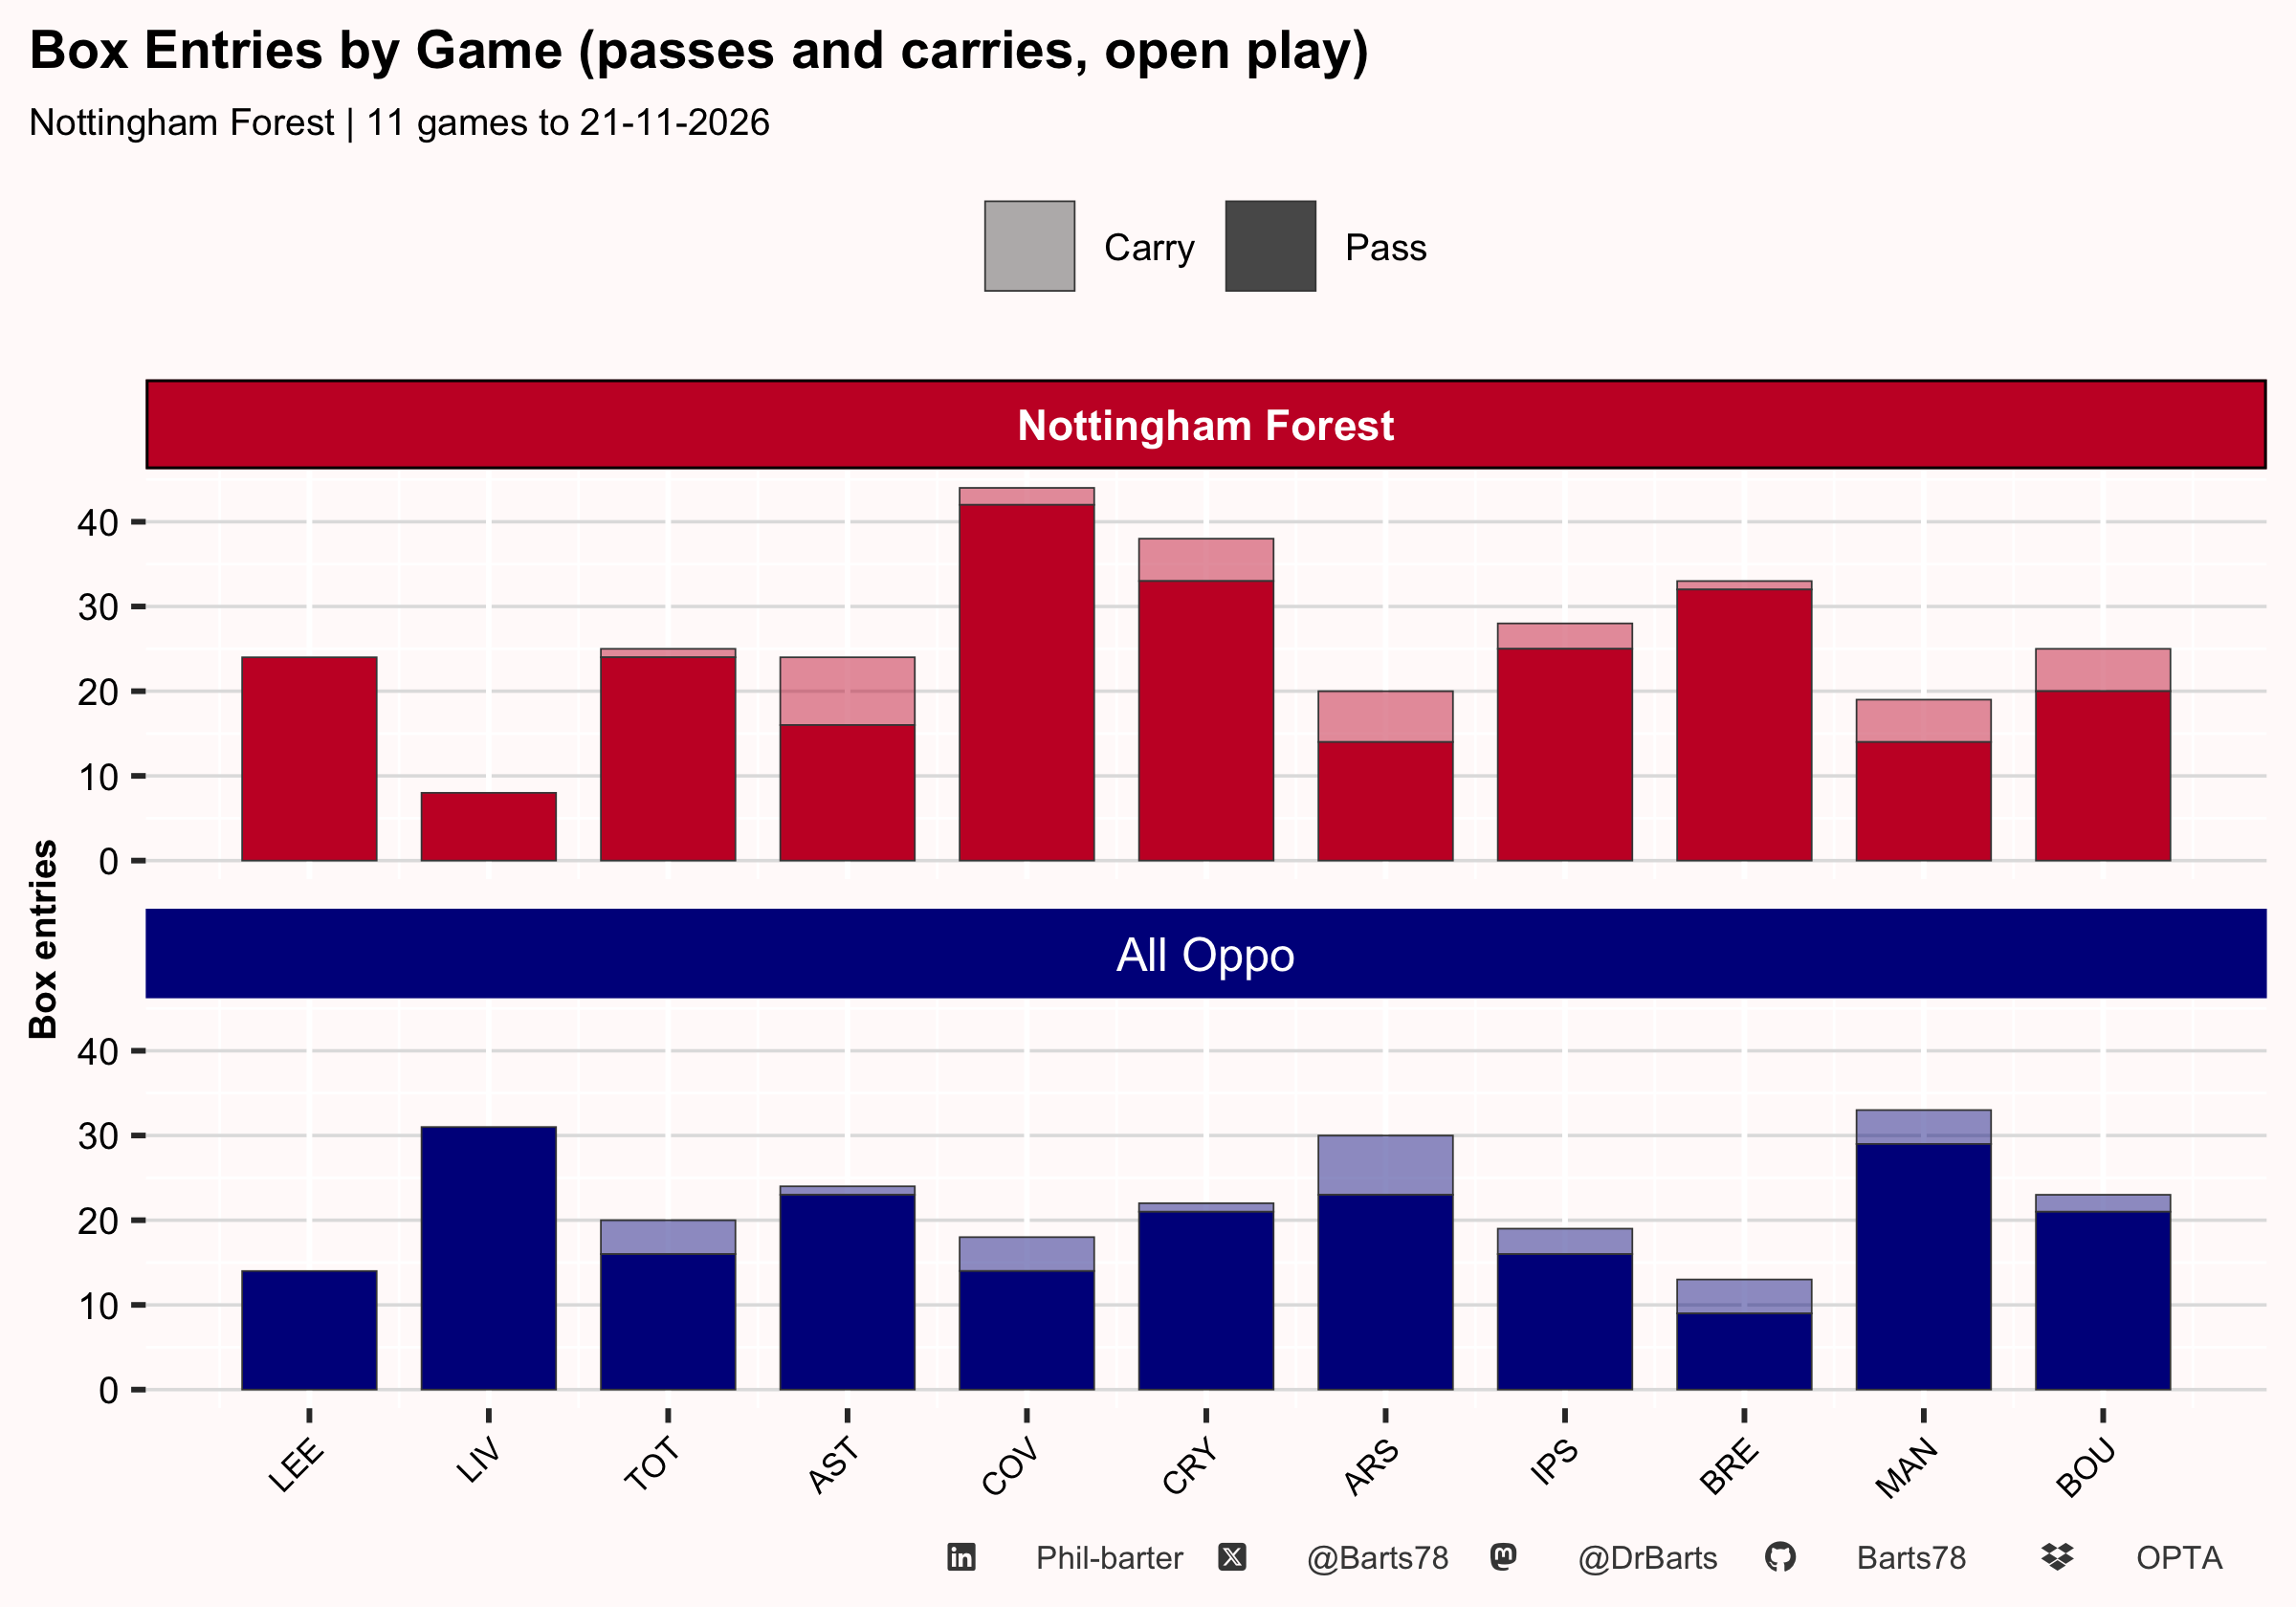 Box Entries by Game (passes and carries, open play)
Nottingham Forest | 11 games to 21-11-2026
Carry Pass
Nottingham Forest
40
30
20
10
0
Box entries
All Oppo
40
30
20
10
0
LEE LIV TOT AST COV CRY ARS IPS BRE MAN BOU
Phil-barter @Barts78 @DrBarts Barts78 OPTA